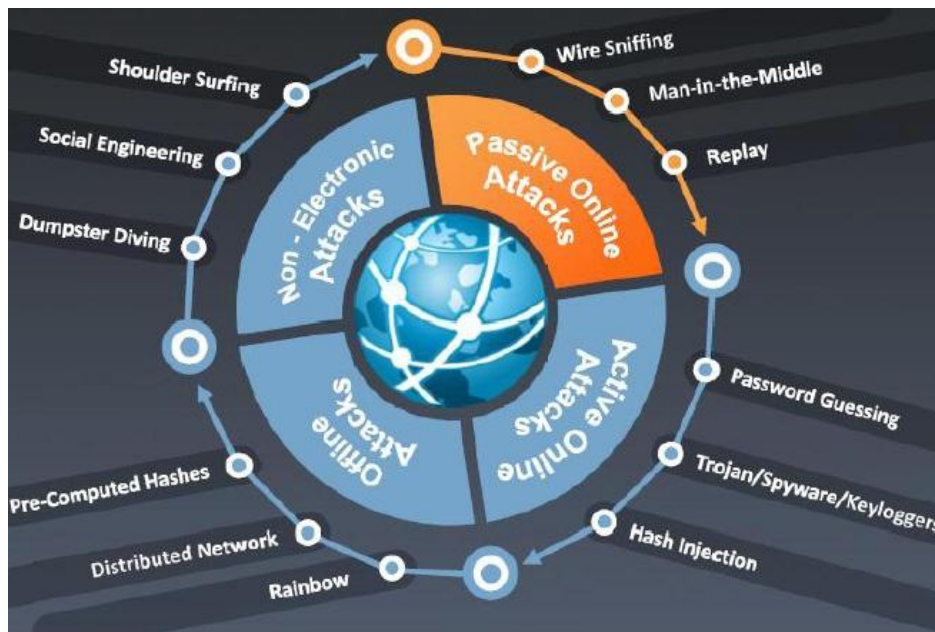 Shoulder Surfing
Social Engineering
Dumpster Diving
Non - Electronic
Attacks
Passive Online
Attacks
Wire Sniffing
Man-in-the-Middle
Replay
Active Online
Attacks
Password Guessing
Trojan/Spyware/Keyloggers
Hash Injection
Offline
Attacks
Pre-Computed Hashes
Distributed Network
Rainbow